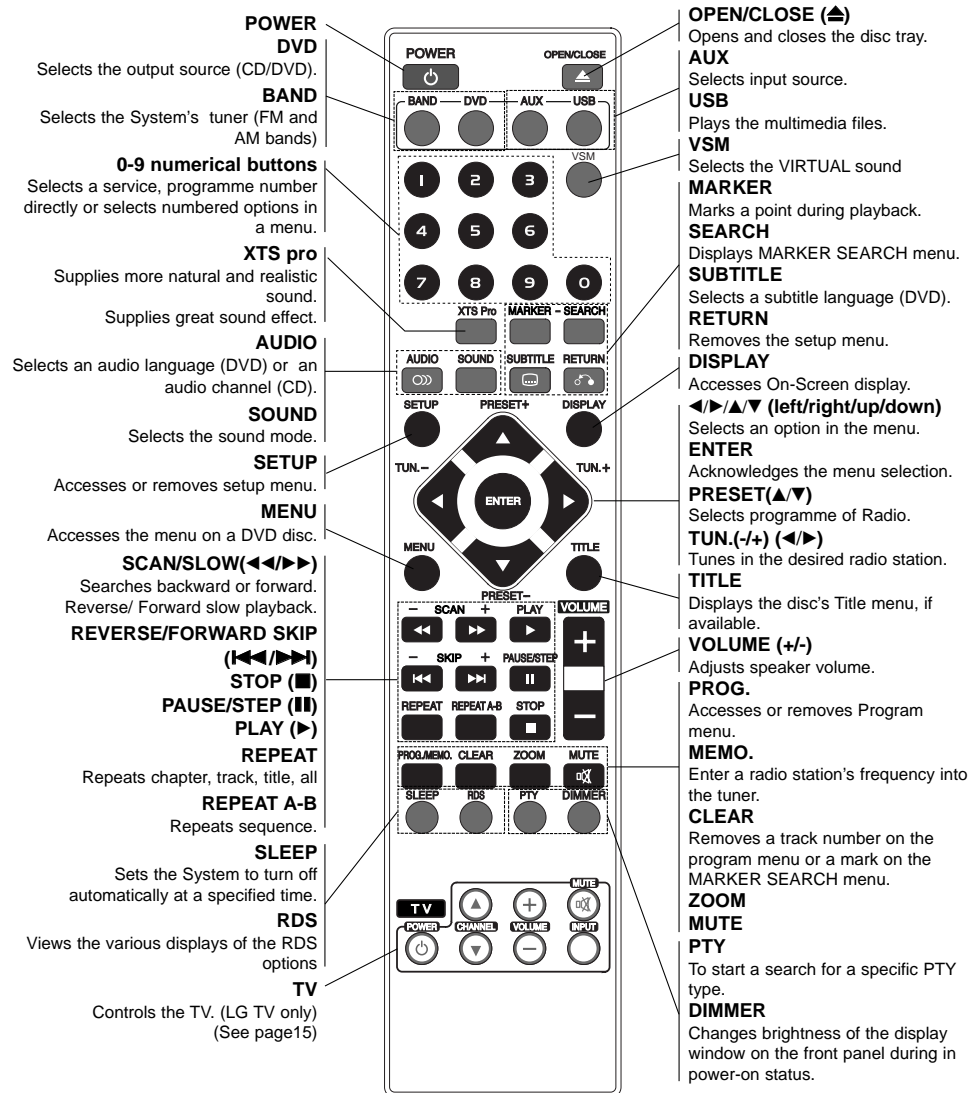 POWER
DVD
Selects the output source (CD/DVD).
BAND
Selects the System's tuner (FM and
AM bands)
0-9 numerical buttons
Selects a service, programme number
directly or selects numbered options in
a menu.
XTS pro
Supplies more natural and realistic
sound.
Supplies great sound effect.
AUDIO
Selects an audio language (DVD) or an
audio channel (CD).
SOUND
Selects the sound mode.
SETUP
Accesses or removes setup menu.
MENU
Accesses the menu on a DVD disc.
SCAN/SLOW(◀◀/▶▶)
Searches backward or forward.
Reverse/ Forward slow playback.
REVERSE/FORWARD SKIP
(|◀◀/▶▶|)
STOP (■)
PAUSE/STEP (❚❚)
PLAY (▶)
REPEAT
Repeats chapter, track, title, all
REPEAT A-B
Repeats sequence.
SLEEP
Sets the System to turn off
automatically at a specified time.
RDS
Views the various displays of the RDS
options
TV
Controls the TV. (LG TV only)
(See page15)
POWER OPEN/CLOSE
BAND DVD AUX USB
VSM
1 2 3
4 5 6
7 8 9 0
XTS Pro MARKER - SEARCH
AUDIO SOUND SUBTITLE RETURN
SETUP PRESET+ DISPLAY
TUN.- TUN.+
ENTER
MENU TITLE
PRESET-
- SCAN + PLAY VOLUME
+
- SKIP + PAUSE/STEP
REPEAT REPEAT A-B STOP
-
PROG./MEMO. CLEAR ZOOM MUTE
SLEEP RDS PTY DIMMER
MUTE
TV
+
POWER CHANNEL VOLUME INPUT
-
OPEN/CLOSE (⏏)
Opens and closes the disc tray.
AUX
Selects input source.
USB
Plays the multimedia files.
VSM
Selects the VIRTUAL sound
MARKER
Marks a point during playback.
SEARCH
Displays MARKER SEARCH menu.
SUBTITLE
Selects a subtitle language (DVD).
RETURN
Removes the setup menu.
DISPLAY
Accesses On-Screen display.
◀/▶/▲/▼ (left/right/up/down)
Selects an option in the menu.
ENTER
Acknowledges the menu selection.
PRESET(▲/▼)
Selects programme of Radio.
TUN.(-/+) (◀/▶)
Tunes in the desired radio station.
TITLE
Displays the disc's Title menu, if
available.
VOLUME (+/-)
Adjusts speaker volume.
PROG.
Accesses or removes Program
menu.
MEMO.
Enter a radio station's frequency into
the tuner.
CLEAR
Removes a track number on the
program menu or a mark on the
MARKER SEARCH menu.
ZOOM
MUTE
PTY
To start a search for a specific PTY
type.
DIMMER
Changes brightness of the display
window on the front panel during in
power-on status.